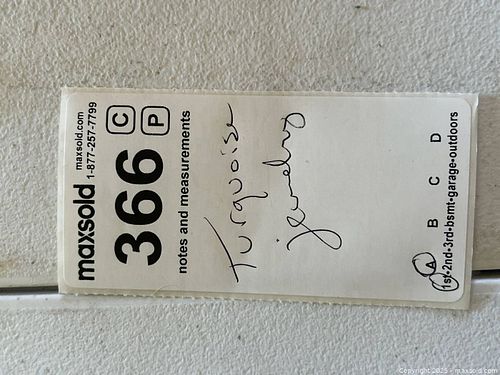 maxsold
maxsold.com
1-877-257-7799
366
C
P
notes and measurements
Turquoise
jewelry
A B C D
1st•2nd•3rd•bsmt•garage•outdoors
Copyright 2025 - maxsold.com